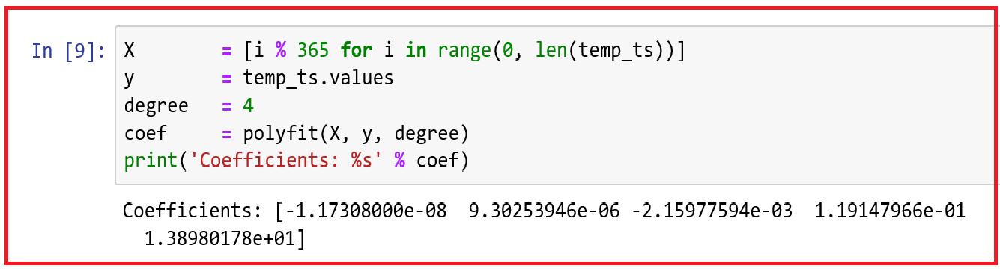 In [9]: X = [i % 365 for i in range(0, len(temp_ts))]
y = temp_ts.values
degree = 4
coef = polyfit(X, y, degree)
print('Coefficients: %s' % coef)
Coefficients: [-1.17308000e-08 9.30253946e-06 -2.15977594e-03 1.19147966e-01
1.38980178e+01]